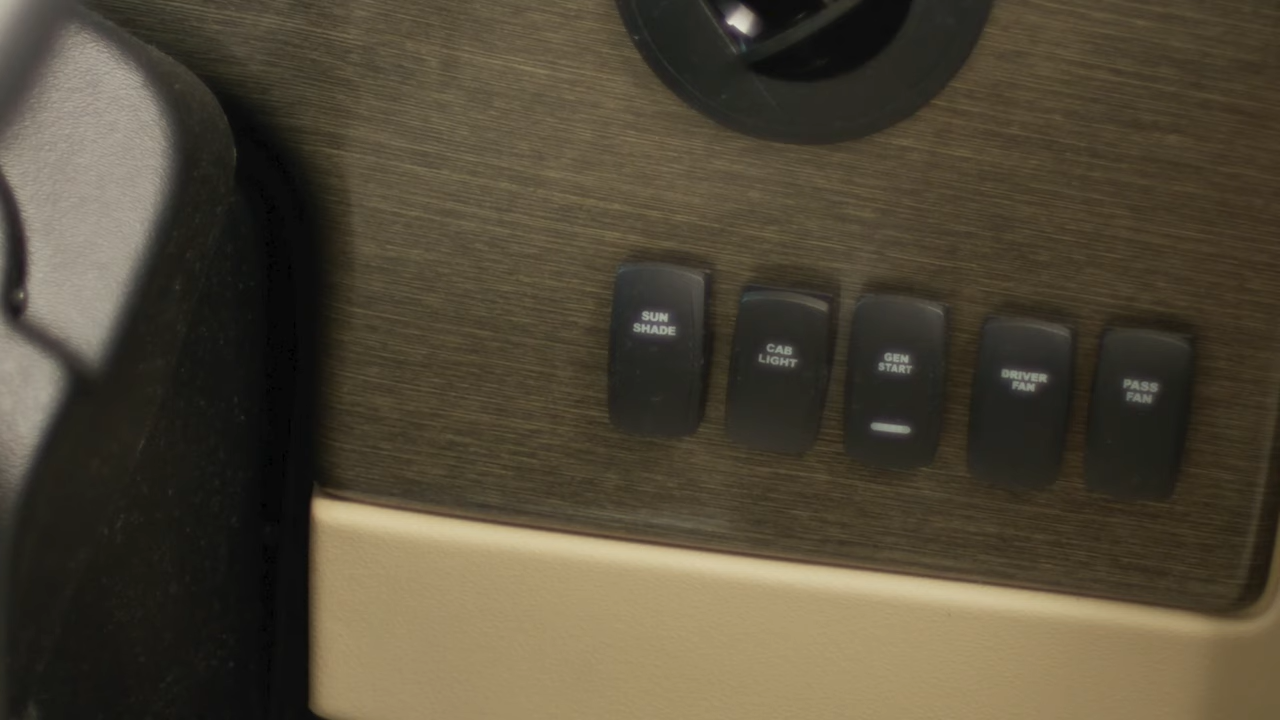 SUN
SHADE
CAB
LIGHT
GEN
START
DRIVER
FAN
PASS
FAN